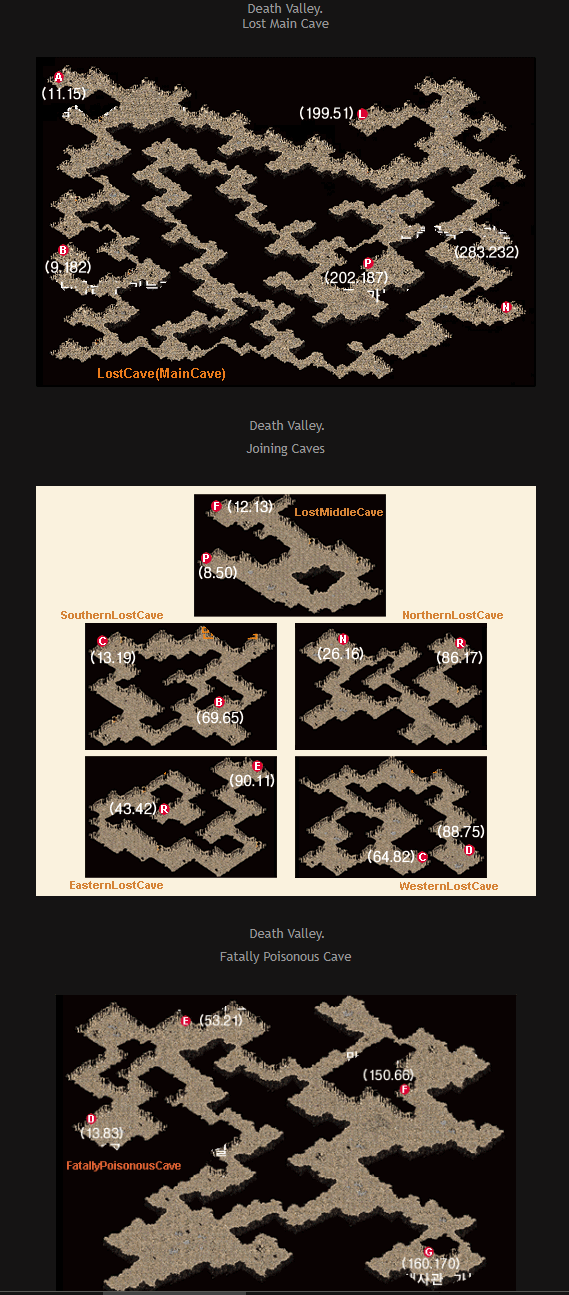 Death Valley.
Lost Main Cave
A
(11.15)
(199.51) L
B
(9.182)
(283.232)
P
(202.187)
N
LostCave(MainCave)
Death Valley.
Joining Caves
F (12.13)
LostMiddleCave
P
(8.50)
SouthernLostCave
NorthernLostCave
C
(13.19)
B
(69.65)
N
(26.16)
R
(86.17)
E
(90.11)
(43.42) R
(88.75)
(64.82) C
D
EasternLostCave
WesternLostCave
Death Valley.
Fatally Poisonous Cave
E (53.21)
(150.66)
F
D
(13.83)
FatallyPoisonousCave
G
(160.170)